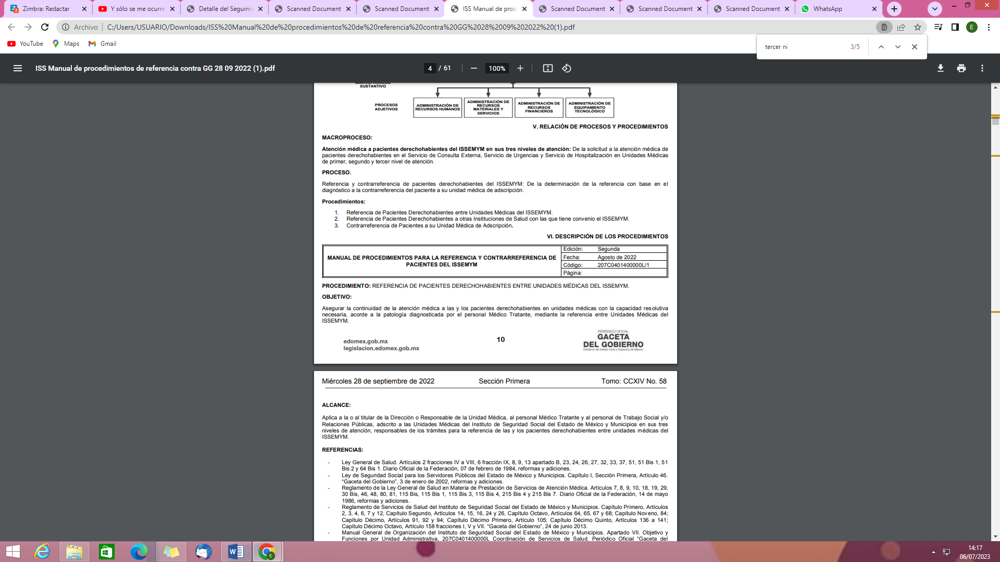 Zimbra: Redactar
Y sólo se me ocurre
Detalle del Seguimi
Scanned Document
Scanned Document
ISS Manual de proc
Scanned Document
Scanned Document
Scanned Document
WhatsApp
Archivo
C:/Users/USUARIO/Downloads/ISS%20Manual%20de%20procedimientos%20de%20referencia%20contra%20GG%2028%2009%202022%20(1).pdf
E
YouTube
Maps
Gmail
tercer ni
3/5
ISS Manual de procedimientos de referencia contra GG 28 09 2022 (1).pdf
4 / 61
100%
MACROPROCESO
SUSTANTIVO
PROCESOS
ADJETIVOS
ADMINISTRACIÓN DE
RECURSOS HUMANOS
ADMINISTRACIÓN DE
RECURSOS
MATERIALES Y
SERVICIOS
ADMINISTRACIÓN DE
RECURSOS
FINANCIEROS
ADMINISTRACIÓN DE
EQUIPAMIENTO
TECNOLÓGICO
V. RELACIÓN DE PROCESOS Y PROCEDIMIENTOS
MACROPROCESO:
Atención médica a pacientes derechohabientes del ISSEMYM en sus tres niveles de atención: De la solicitud a la atención médica de
pacientes derechohabientes en el Servicio de Consulta Externa, Servicio de Urgencias y Servicio de Hospitalización en Unidades Médicas
de primer, segundo y tercer nivel de atención.
PROCESO.
Referencia y contrarreferencia de pacientes derechohabientes del ISSEMYM: De la determinación de la referencia con base en el
diagnóstico a la contrarreferencia del paciente a su unidad médica de adscripción.
Procedimientos:
1. Referencia de Pacientes Derechohabientes entre Unidades Médicas del ISSEMYM.
2. Referencia de Pacientes Derechohabientes a otras Instituciones de Salud con las que tiene convenio el ISSEMYM.
3. Contrarreferencia de Pacientes a su Unidad Médica de Adscripción.
VI. DESCRIPCIÓN DE LOS PROCEDIMIENTOS
MANUAL DE PROCEDIMIENTOS PARA LA REFERENCIA Y CONTRARREFERENCIA DE
PACIENTES DEL ISSEMYM
Edición: Segunda
Fecha: Agosto de 2022
Código: 207C0401400000L/1
Página:
PROCEDIMIENTO: REFERENCIA DE PACIENTES DERECHOHABIENTES ENTRE UNIDADES MÉDICAS DEL ISSEMYM.
OBJETIVO:
Asegurar la continuidad de la atención médica a las y los pacientes derechohabientes en unidades médicas con la capacidad resolutiva
necesaria, acorde a la patología diagnosticada por el personal Médico Tratante, mediante la referencia entre Unidades Médicas del
ISSEMYM.
edomex.gob.mx
legislacion.edomex.gob.mx
10
PERIÓDICO OFICIAL
GACETA
DEL GOBIERNO
Gobierno del Estado Libre y Soberano de México
Miércoles 28 de septiembre de 2022
Sección Primera
Tomo: CCXIV No. 58
ALCANCE:
Aplica a la o al titular de la Dirección o Responsable de la Unidad Médica, al personal Médico Tratante y al personal de Trabajo Social y/o
Relaciones Públicas, adscrito a las Unidades Médicas del Instituto de Seguridad Social del Estado de México y Municipios en sus tres
niveles de atención, responsables de los trámites para la referencia de las y los pacientes derechohabientes entre unidades médicas del
ISSEMYM.
REFERENCIAS:
- Ley General de Salud. Artículos 2 fracciones IV a VIII, 6 fracción IX, 8, 9, 13 apartado B, 23, 24, 26, 27, 32, 33, 37, 51, 51 Bis 1, 51
Bis 2 y 64 Bis 1. Diario Oficial de la Federación, 07 de febrero de 1984, reformas y adiciones.
- Ley de Seguridad Social para los Servidores Públicos del Estado de México y Municipios. Capítulo I, Sección Primera, Artículo 46.
“Gaceta del Gobierno”, 3 de enero de 2002, reformas y adiciones.
- Reglamento de la Ley General de Salud en Materia de Prestación de Servicios de Atención Médica. Artículos 7, 8, 9, 10, 18, 19, 29,
30 Bis, 46, 48, 80, 81, 115 Bis, 115 Bis 1, 115 Bis 3, 115 Bis 4, 215 Bis 4 y 215 Bis 7. Diario Oficial de la Federación, 14 de mayo
1986, reformas y adiciones.
- Reglamento de Servicios de Salud del Instituto de Seguridad Social del Estado de México y Municipios. Capítulo Primero, Artículos
2, 3, 4, 6, 7 y 12, Capítulo Segundo, Artículos 14, 15, 16, 24 y 26, Capítulo Octavo, Artículos 64, 65, 67 y 68; Capítulo Noveno, 84;
Capítulo Décimo, Artículos 91, 92 y 94; Capítulo Décimo Primero, Artículo 105; Capítulo Décimo Quinto, Artículos 136 a 141;
Capítulo Décimo Octavo, Artículo 158 fracciones I, V y VII. “Gaceta del Gobierno”, 24 de junio 2013.
- Manual General de Organización del Instituto de Seguridad Social del Estado de México y Municipios. Apartado VII. Objetivo y
Funciones por Unidad Administrativa, 207C0401400000L Coordinación de Servicios de Salud. Periódico Oficial “Gaceta del
14:17
06/07/2023